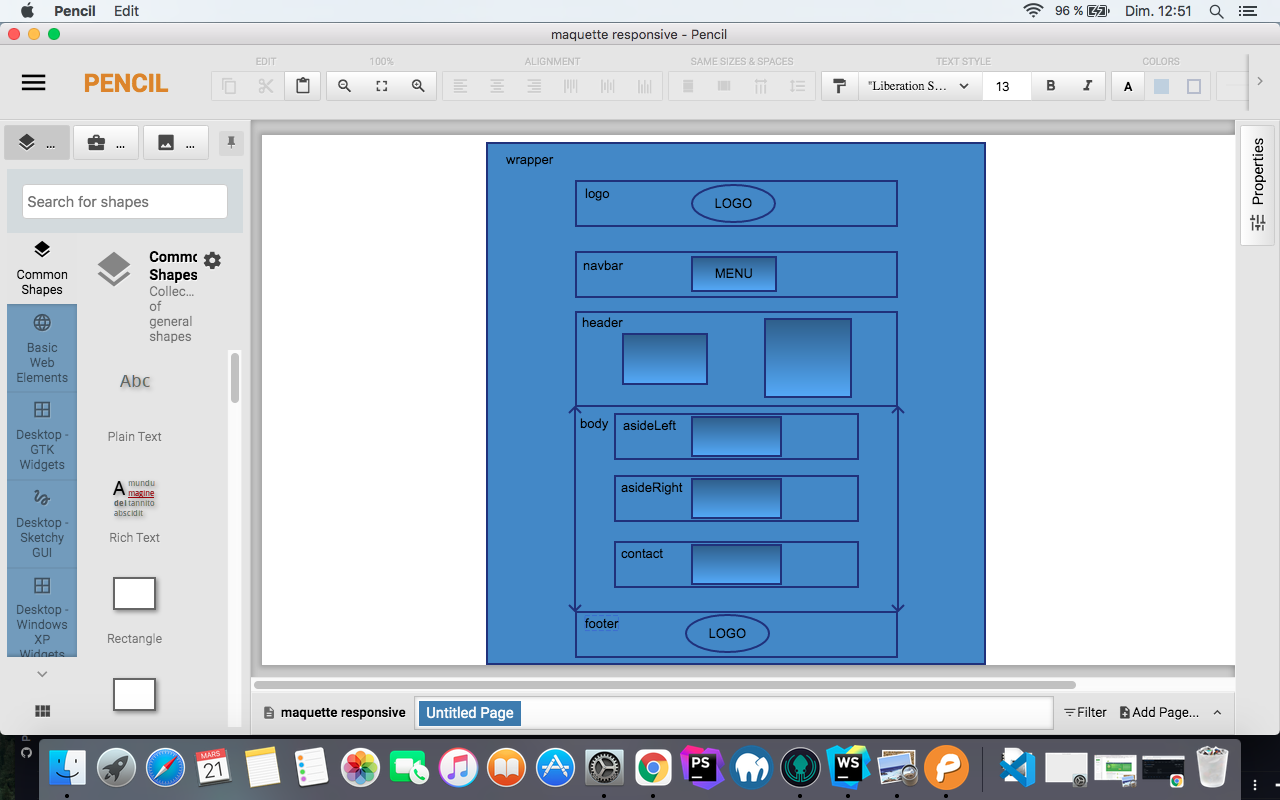 Pencil Edit 96 % Dim. 12:51
maquette responsive - Pencil
EDIT 100% ALIGNMENT SAME SIZES & SPACES TEXT STYLE COLORS
PENCIL
"Liberation S... 13 B I A
... ... ...
Search for shapes
Common
Shapes
Basic
Web
Elements
Desktop -
GTK
Widgets
Desktop -
Sketchy
GUI
Desktop -
Windows
XP
Widgets
Commo
Shapes
Collec...
of
general
shapes
Abc
Plain Text
A mundu
magine
del tannito
abscidit
Rich Text
Rectangle
wrapper
logo LOGO
navbar MENU
header
body asideLeft
asideRight
contact
footer LOGO
Properties
maquette responsive Untitled Page Filter Add Page...
MARS
21
PS
WS